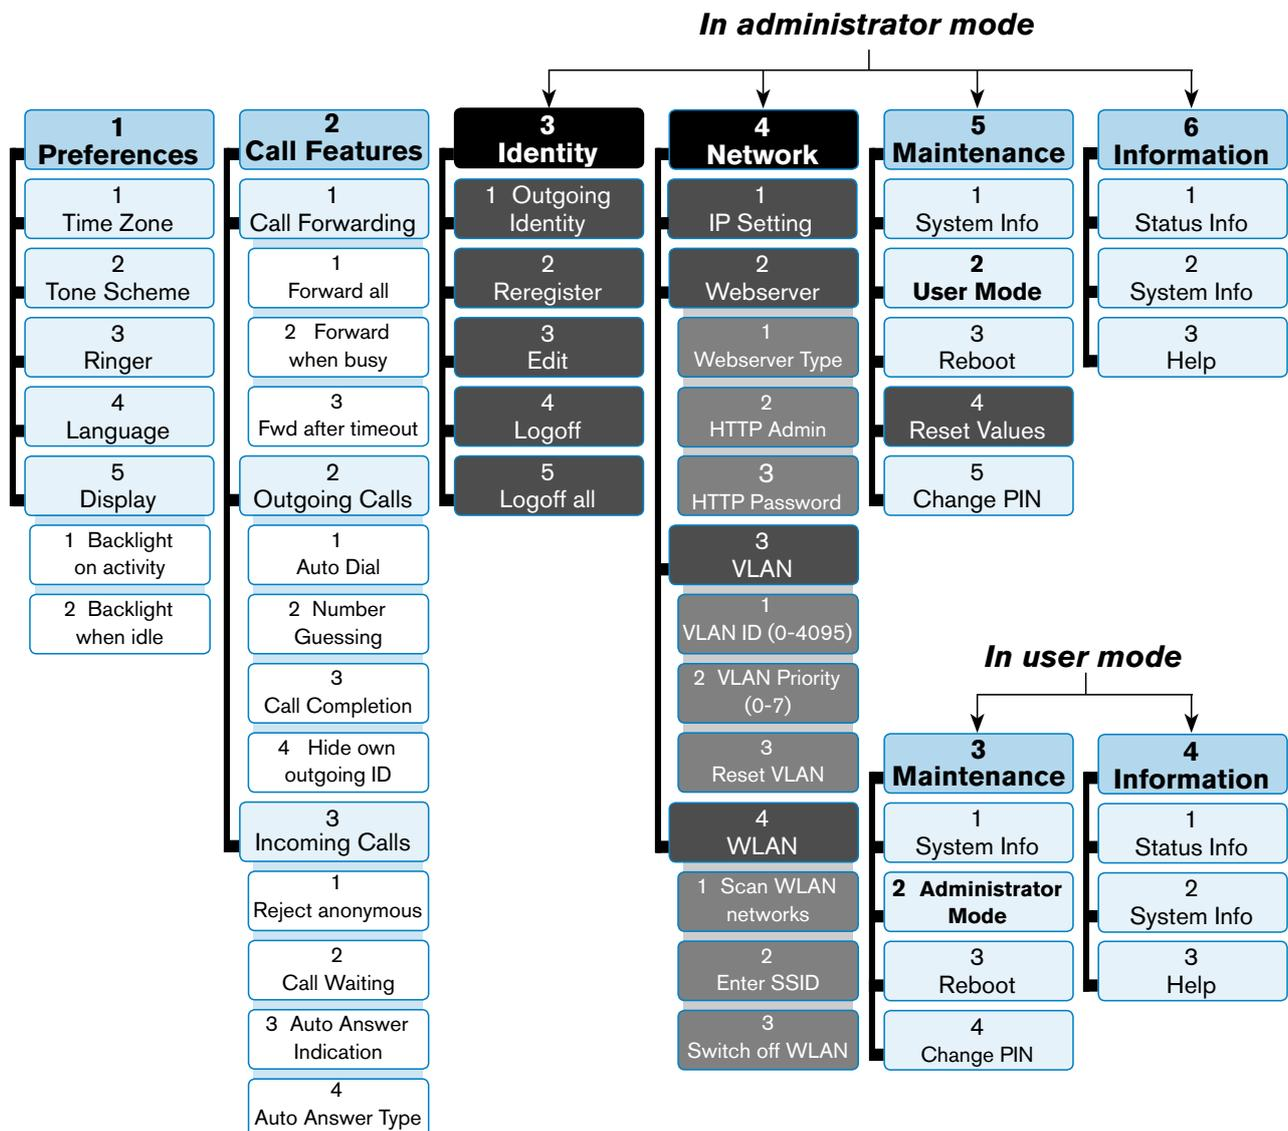 In administrator mode
1
Preferences
1
Time Zone
2
Tone Scheme
3
Ringer
4
Language
5
Display
1 Backlight
on activity
2 Backlight
when idle
2
Call Features
1
Call Forwarding
1
Forward all
2 Forward
when busy
3
Fwd after timeout
2
Outgoing Calls
1
Auto Dial
2 Number
Guessing
3
Call Completion
4 Hide own
outgoing ID
3
Incoming Calls
1
Reject anonymous
2
Call Waiting
3 Auto Answer
Indication
4
Auto Answer Type
3
Identity
1 Outgoing
Identity
2
Reregister
3
Edit
4
Logoff
5
Logoff all
4
Network
1
IP Setting
2
Webserver
1
Webserver Type
2
HTTP Admin
3
HTTP Password
3
VLAN
1
VLAN ID (0-4095)
2 VLAN Priority
(0-7)
3
Reset VLAN
4
WLAN
1 Scan WLAN
networks
2
Enter SSID
3
Switch off WLAN
5
Maintenance
1
System Info
2
User Mode
3
Reboot
4
Reset Values
5
Change PIN
6
Information
1
Status Info
2
System Info
3
Help
In user mode
3
Maintenance
1
System Info
2 Administrator
Mode
3
Reboot
4
Change PIN
4
Information
1
Status Info
2
System Info
3
Help